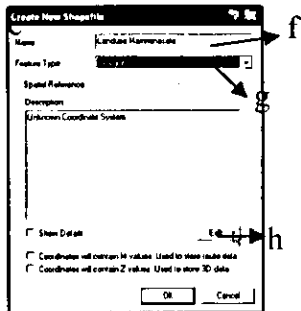 Create New Shapefile
Name
Landuse
f
Feature Type
g
Spatial Reference
Description
Unknown Coordinate System
Show Details
Edit
h
Coordinates will contain M values. Used to store route data.
Coordinates will contain Z values. Used to store 3D data.
OK
Cancel